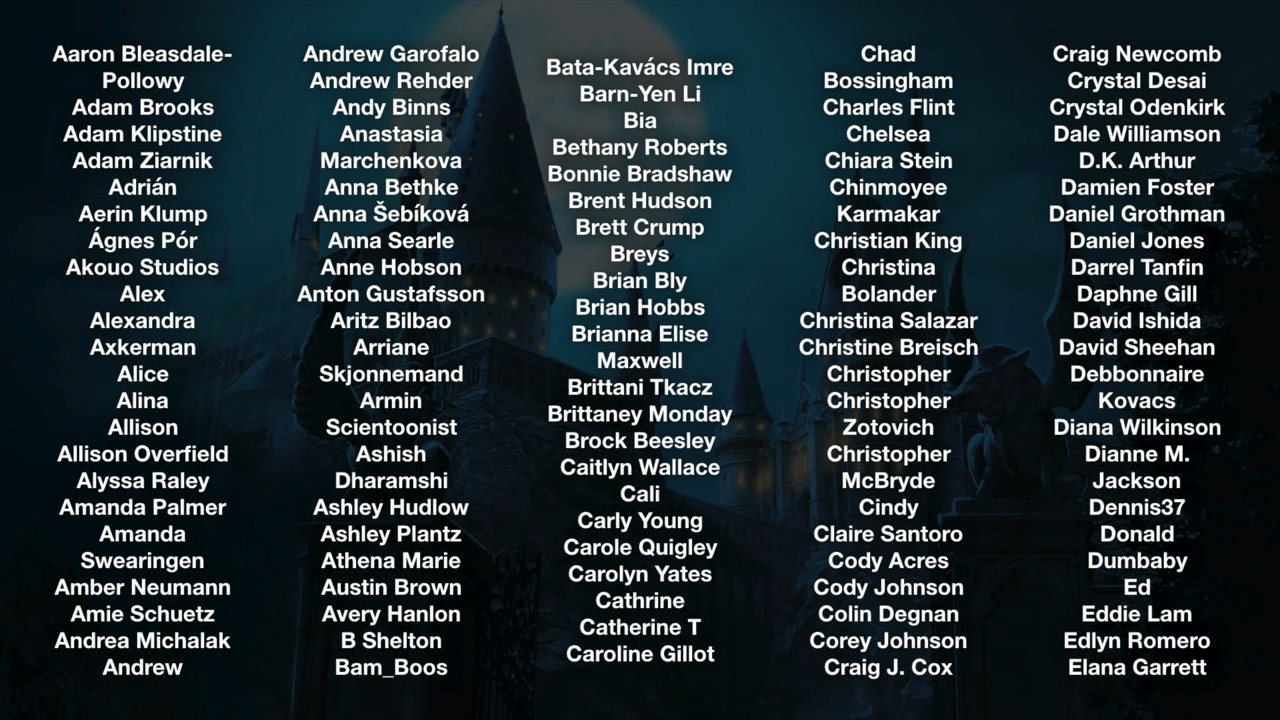 Aaron Bleasdale-
Pollowy
Adam Brooks
Adam Klipstine
Adam Ziarnik
Adrián
Aerin Klump
Ágnes Pór
Akouo Studios
Alex
Alexandra
Axkerman
Alice
Alina
Allison
Allison Overfield
Alyssa Raley
Amanda Palmer
Amanda
Swearingen
Amber Neumann
Amie Schuetz
Andrea Michalak
Andrew
Andrew Garofalo
Andrew Rehder
Andy Binns
Anastasia
Marchenkova
Anna Bethke
Anna Šebíková
Anna Searle
Anne Hobson
Anton Gustafsson
Aritz Bilbao
Arriane
Skjonnemand
Armin
Scientoonist
Ashish
Dharamshi
Ashley Hudlow
Ashley Plantz
Athena Marie
Austin Brown
Avery Hanlon
B Shelton
Bam_Boos
Bata-Kavács Imre
Barn-Yen Li
Bia
Bethany Roberts
Bonnie Bradshaw
Brent Hudson
Brett Crump
Breys
Brian Bly
Brian Hobbs
Brianna Elise
Maxwell
Brittani Tkacz
Brittaney Monday
Brock Beesley
Caitlyn Wallace
Cali
Carly Young
Carole Quigley
Carolyn Yates
Cathrine
Catherine T
Caroline Gillot
Chad
Bossingham
Charles Flint
Chelsea
Chiara Stein
Chinmoyee
Karmakar
Christian King
Christina
Bolander
Christina Salazar
Christine Breisch
Christopher
Christopher
Zotovich
Christopher
McBryde
Cindy
Claire Santoro
Cody Acres
Cody Johnson
Colin Degnan
Corey Johnson
Craig J. Cox
Craig Newcomb
Crystal Desai
Crystal Odenkirk
Dale Williamson
D.K. Arthur
Damien Foster
Daniel Grothman
Daniel Jones
Darrel Tanfin
Daphne Gill
David Ishida
David Sheehan
Debbonnaire
Kovacs
Diana Wilkinson
Dianne M.
Jackson
Dennis37
Donald
Dumbaby
Ed
Eddie Lam
Edlyn Romero
Elana Garrett